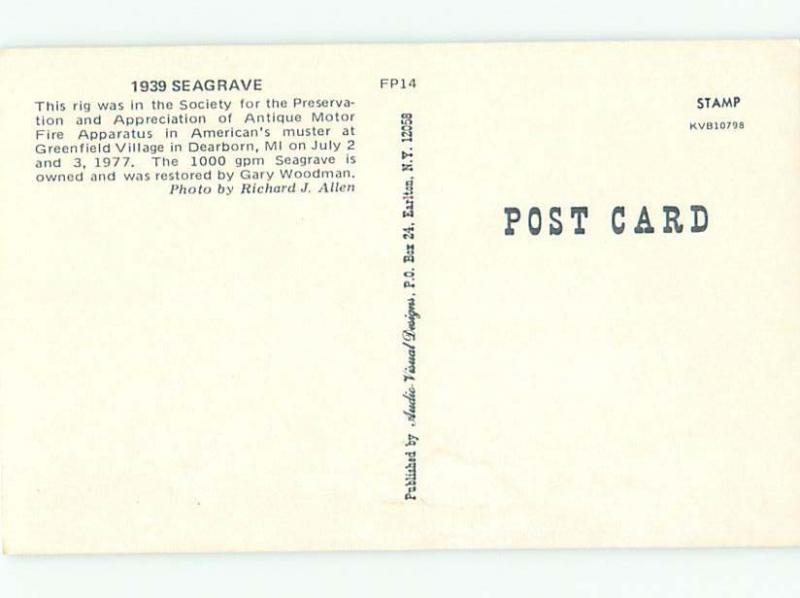 1939 SEAGRAVE
This rig was in the Society for the Preserva-
tion and Appreciation of Antique Motor
Fire Apparatus in American's muster at
Greenfield Village in Dearborn, MI on July 2
and 3, 1977. The 1000 gpm Seagrave is
owned and was restored by Gary Woodman.
Photo by Richard J. Allen
FP14
Published by Audio-Visual Designs, P.O. Box 24, Earlton, N.Y. 12058
STAMP
KVB10798
POST CARD